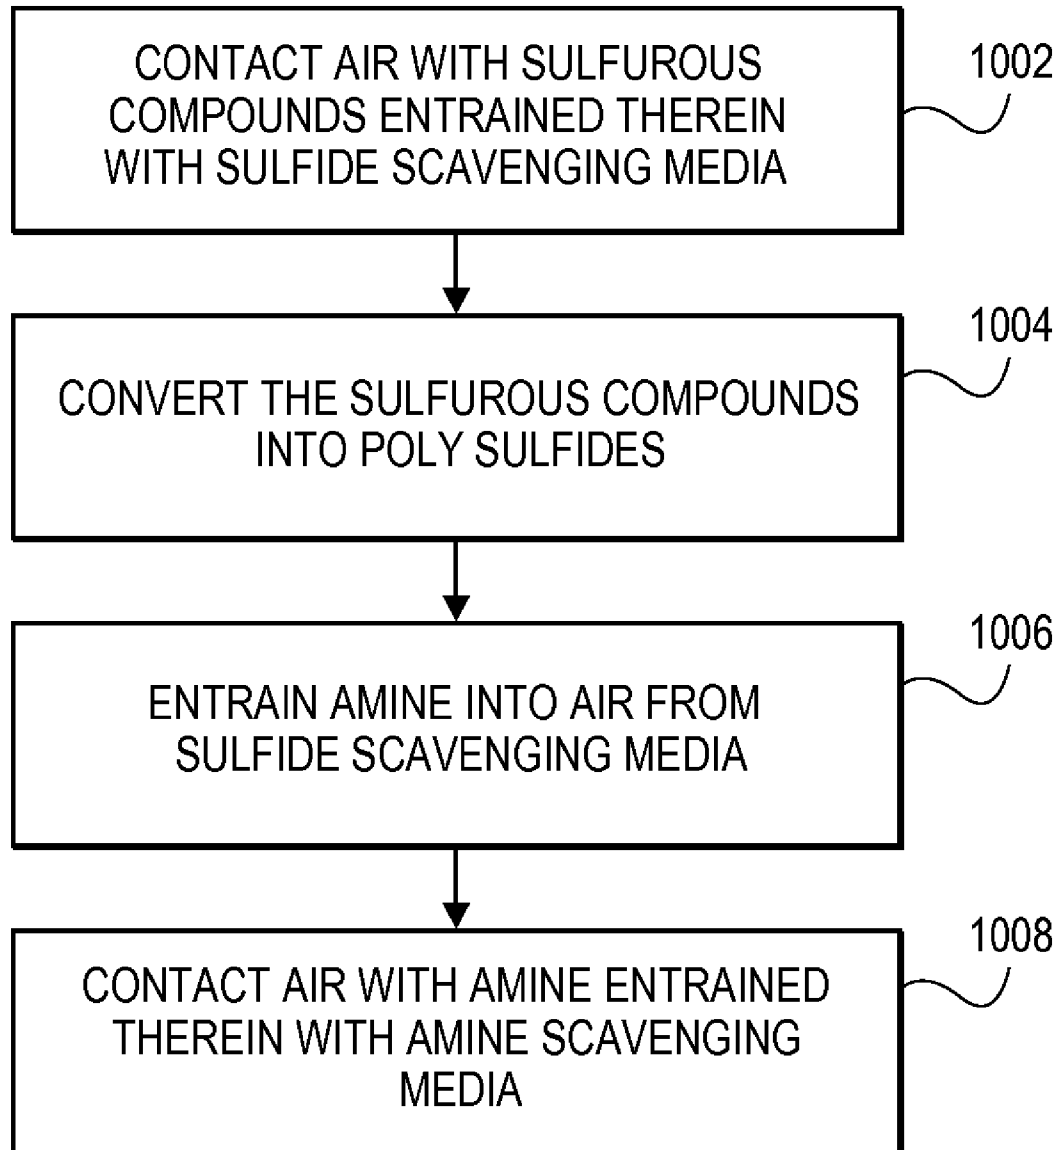 CONTACT AIR WITH SULFUROUS
COMPOUNDS ENTRAINED THEREIN
WITH SULFIDE SCAVENGING MEDIA
1002
CONVERT THE SULFUROUS COMPOUNDS
INTO POLY SULFIDES
1004
ENTRAIN AMINE INTO AIR FROM
SULFIDE SCAVENGING MEDIA
1006
CONTACT AIR WITH AMINE ENTRAINED
THEREIN WITH AMINE SCAVENGING
MEDIA
1008